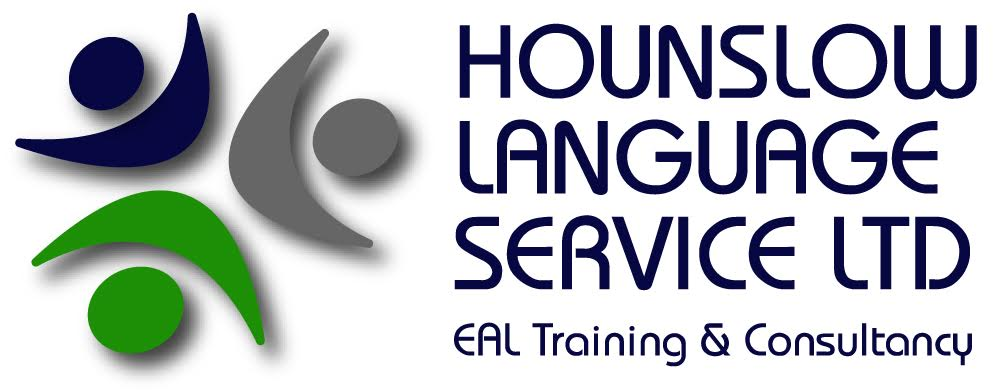 HOUNSLOW
LANGUAGE
SERVICE LTD
EAL Training & Consultancy